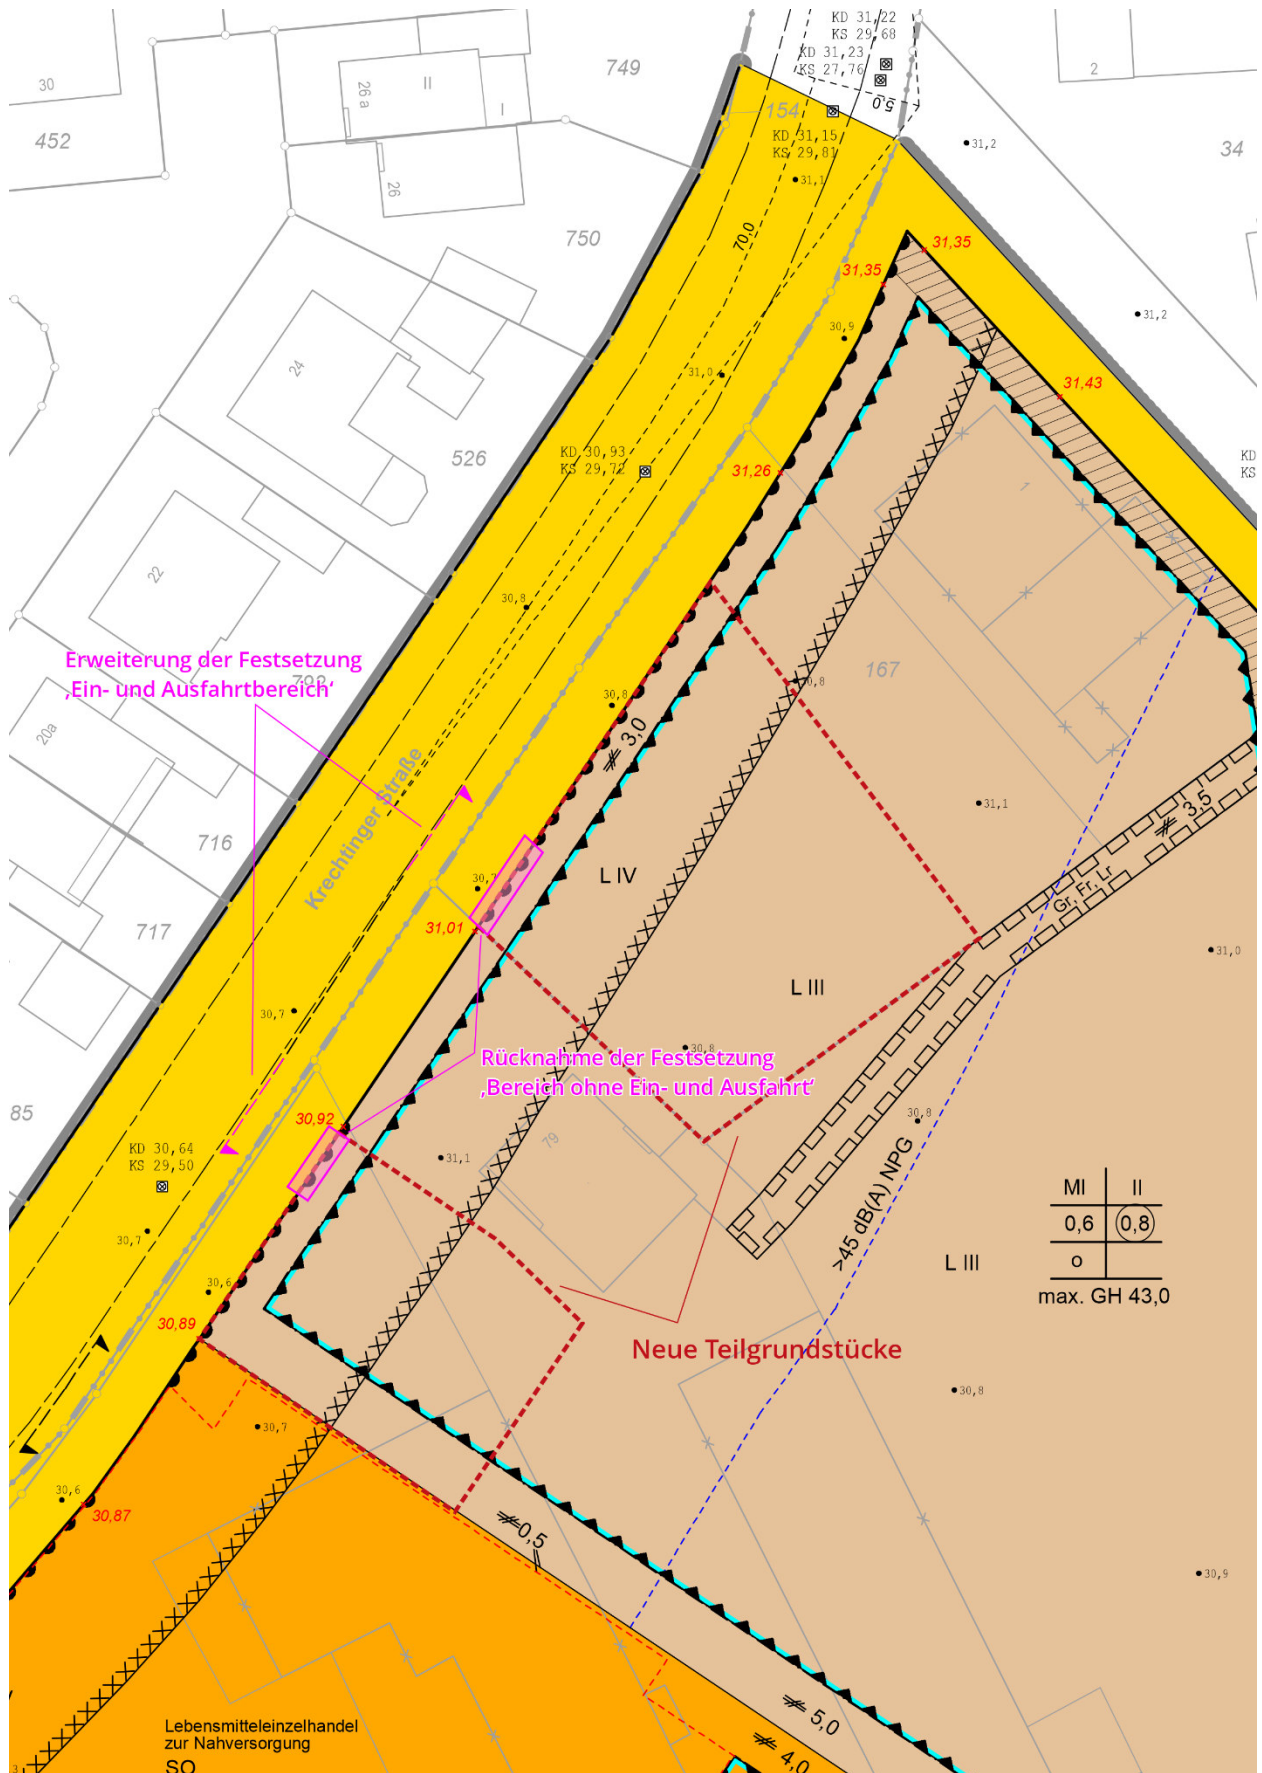 KD 31,22
KS 29,68
KD 31,23
KS 27,76
5.0
2
749
30
26 a
II
I
452
154
KD 31,15
KS 29,81
31,1
31,2
34
26
750
70,0
31,35
31,35
31,2
30,9
24
31,0
31,43
526
KD 30,93
KS 29,72
31,26
KD
KS
1
22
30,8
Erweiterung der Festsetzung
‚Ein- und Ausfahrtbereich'
167
30,8
30,8
3,0
20a
31,1
3,5
716
Krechtinger Straße
L IV
30,7
Gr, Fr, Lr
717
31,01
31,0
L III
30,7
Rücknahme der Festsetzung
‚Bereich ohne Ein- und Ausfahrt'
30,8
85
30,92
30,8
79
KD 30,64
KS 29,50
31,1
>45 dB(A) NPG
MI II
0,6 0,8
o
max. GH 43,0
30,7
L III
30,6
30,89
Neue Teilgrundstücke
30,8
30,7
30,6
30,87
0,5
30,9
Lebensmitteleinzelhandel
zur Nahversorgung
SO
5,0
4,0